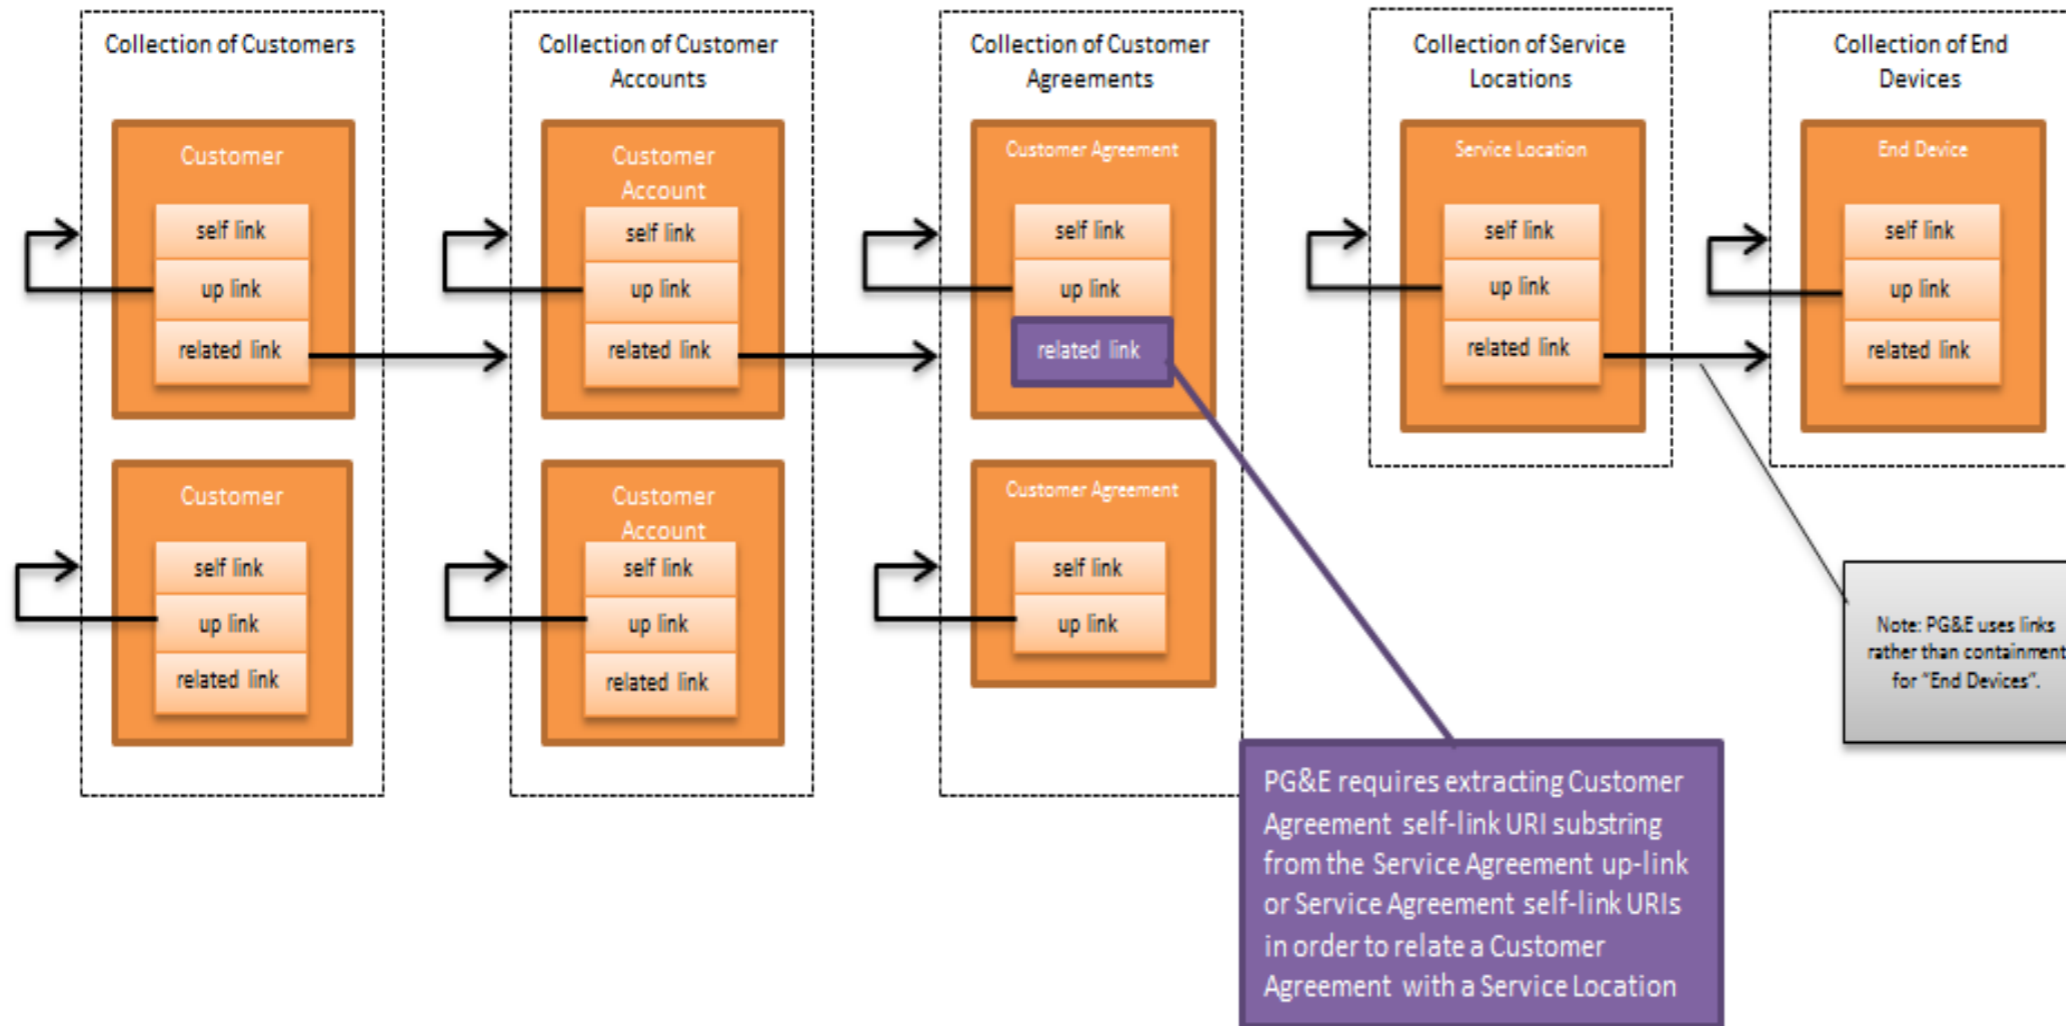 Collection of Customers
Customer
self link
up link
related link
Customer
self link
up link
related link
Collection of Customer
Accounts
Customer
Account
self link
up link
related link
Customer
Account
self link
up link
related link
Collection of Customer
Agreements
Customer Agreement
self link
up link
related link
Customer Agreement
self link
up link
Collection of Service
Locations
Service Location
self link
up link
related link
Collection of End
Devices
End Device
self link
up link
related link
Note: PG&E uses links
rather than containment
for "End Devices".
PG&E requires extracting Customer
Agreement self-link URI substring
from the Service Agreement up-link
or Service Agreement self-link URIs
in order to relate a Customer
Agreement with a Service Location